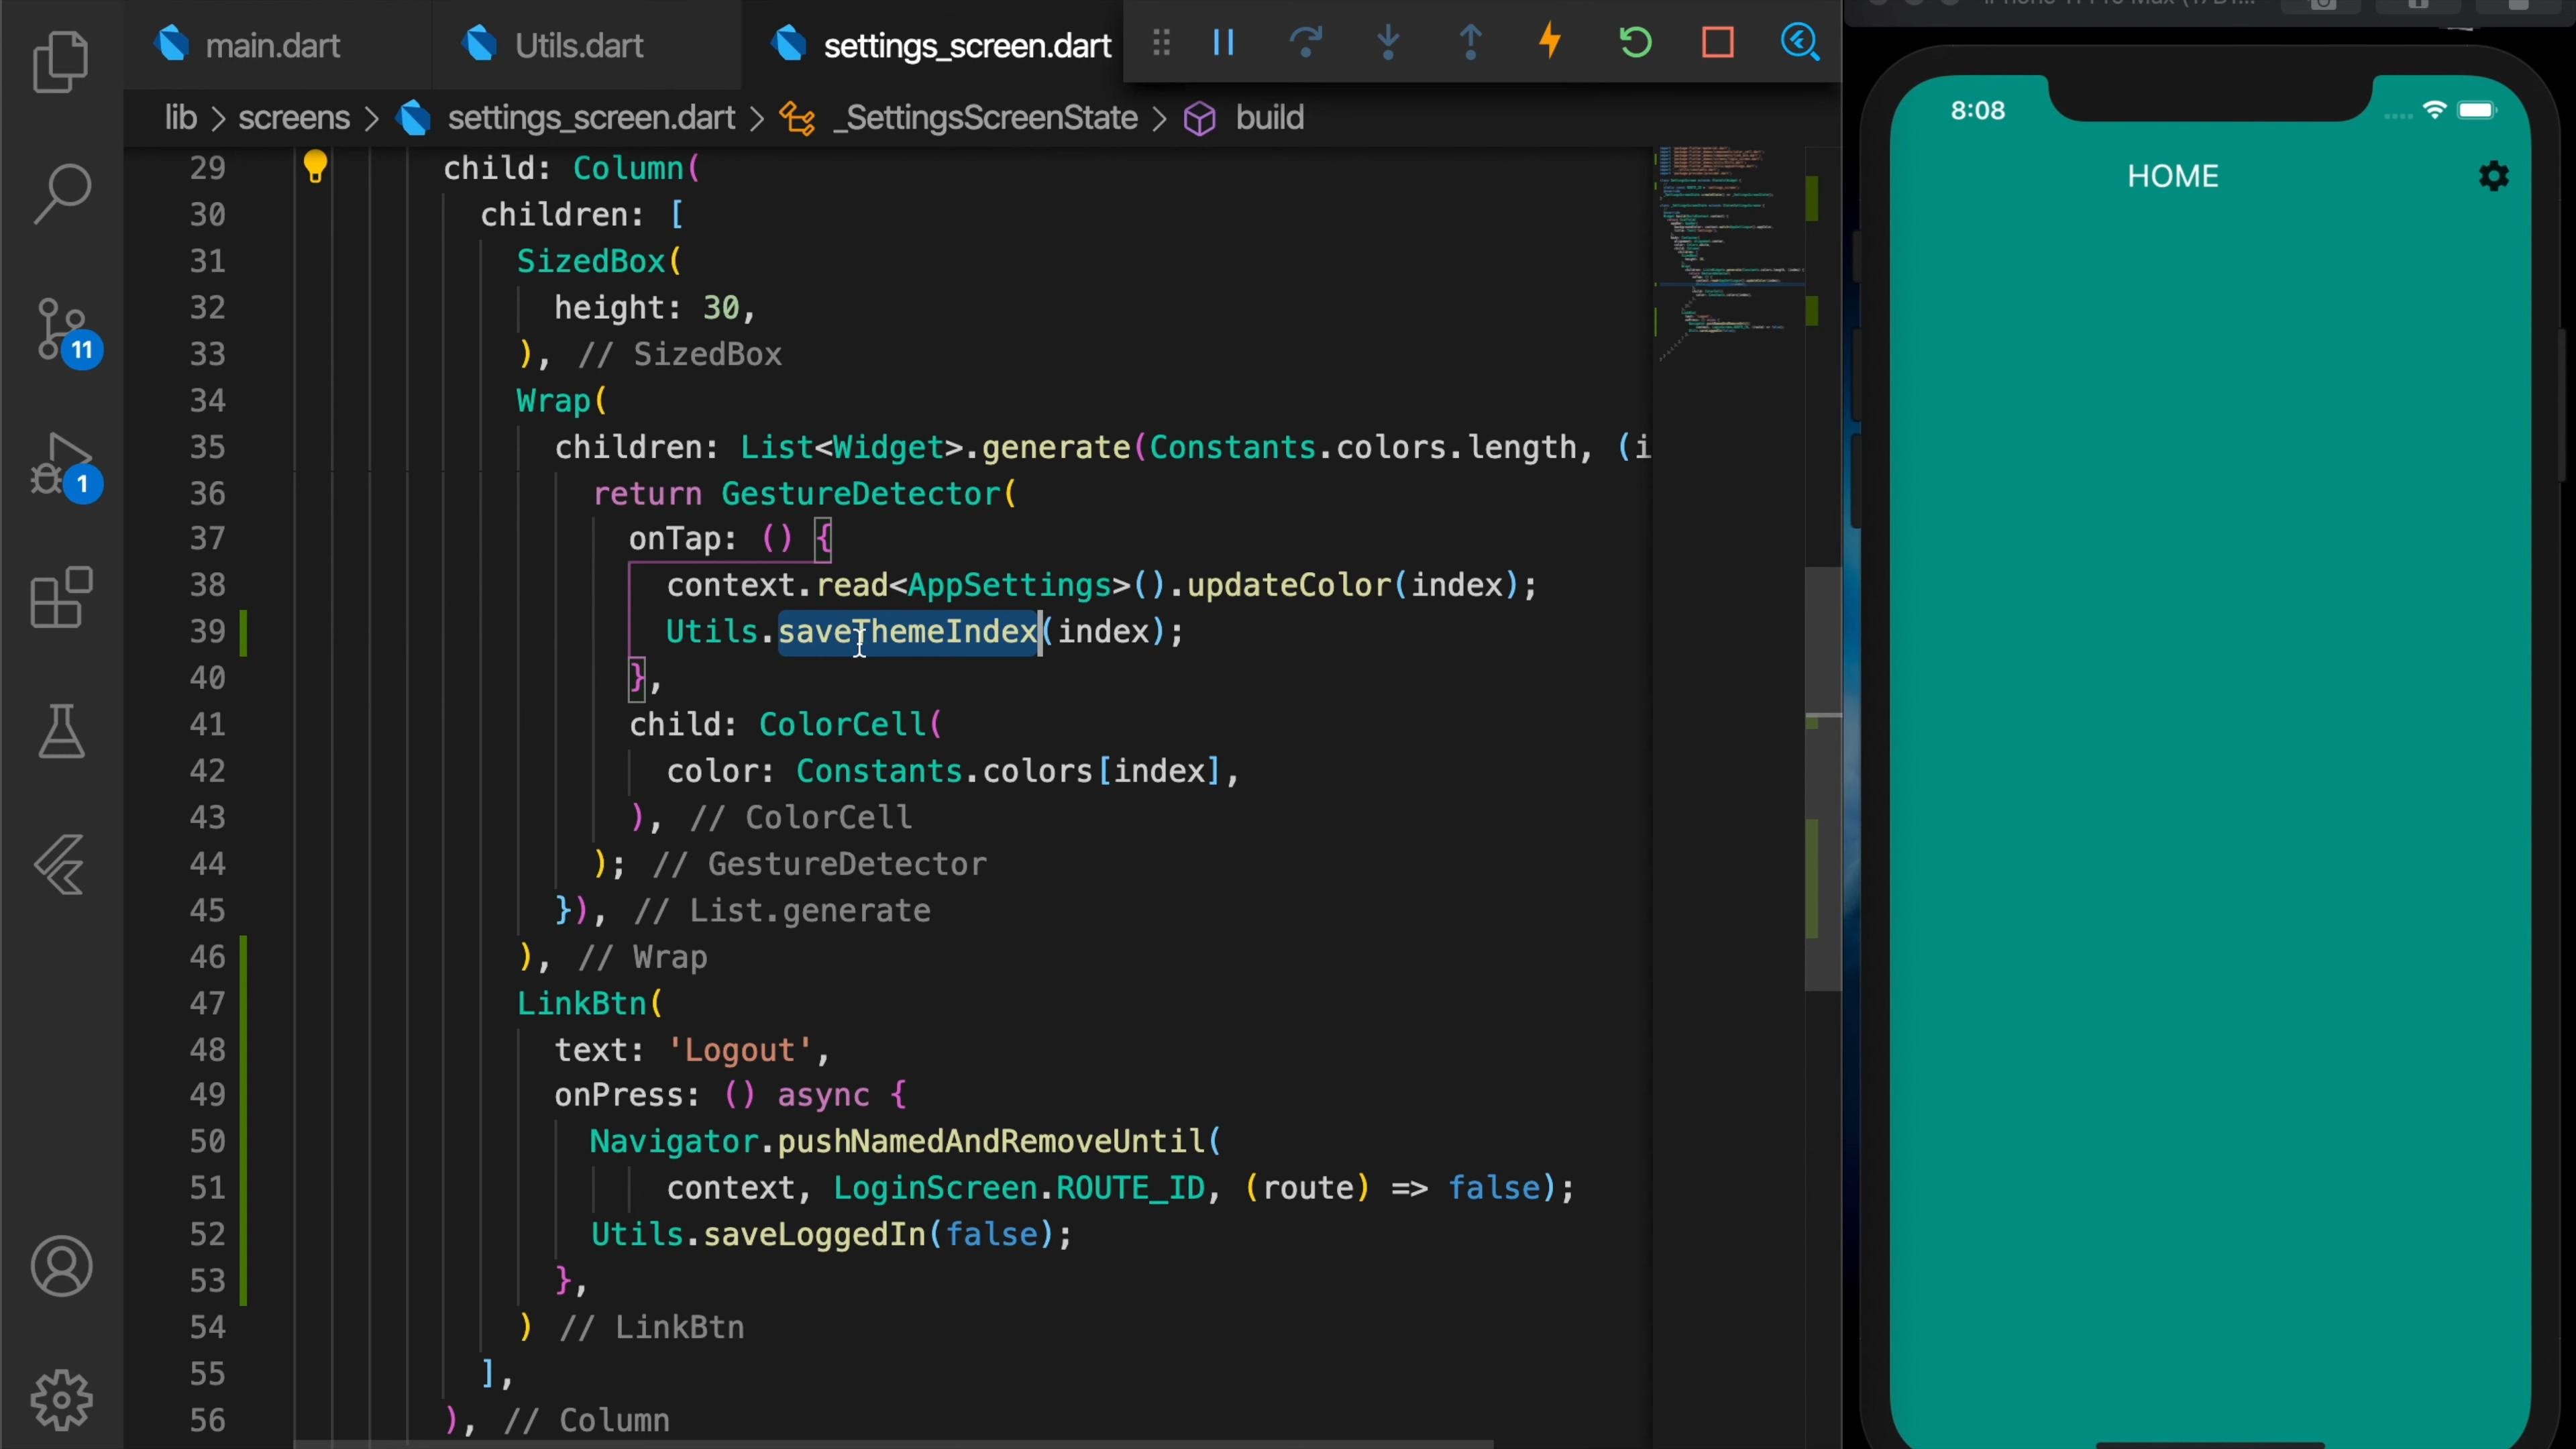 main.dart
Utils.dart
settings_screen.dart
lib > screens > settings_screen.dart > _SettingsScreenState > build
29 child: Column(
30 children: [
31 SizedBox(
32 height: 30,
33 ), // SizedBox
34 Wrap(
35 children: List<Widget>.generate(Constants.colors.length, (i
36 return GestureDetector(
37 onTap: () {
38 context.read<AppSettings>().updateColor(index);
39 Utils.saveThemeIndex(index);
40 },
41 child: ColorCell(
42 color: Constants.colors[index],
43 ), // ColorCell
44 ); // GestureDetector
45 }), // List.generate
46 ), // Wrap
47 LinkBtn(
48 text: 'Logout',
49 onPress: () async {
50 Navigator.pushNamedAndRemoveUntil(
51 context, LoginScreen.ROUTE_ID, (route) => false);
52 Utils.saveLoggedIn(false);
53 },
54 ) // LinkBtn
55 ],
56 ), // Column
11
1
8:08
HOME